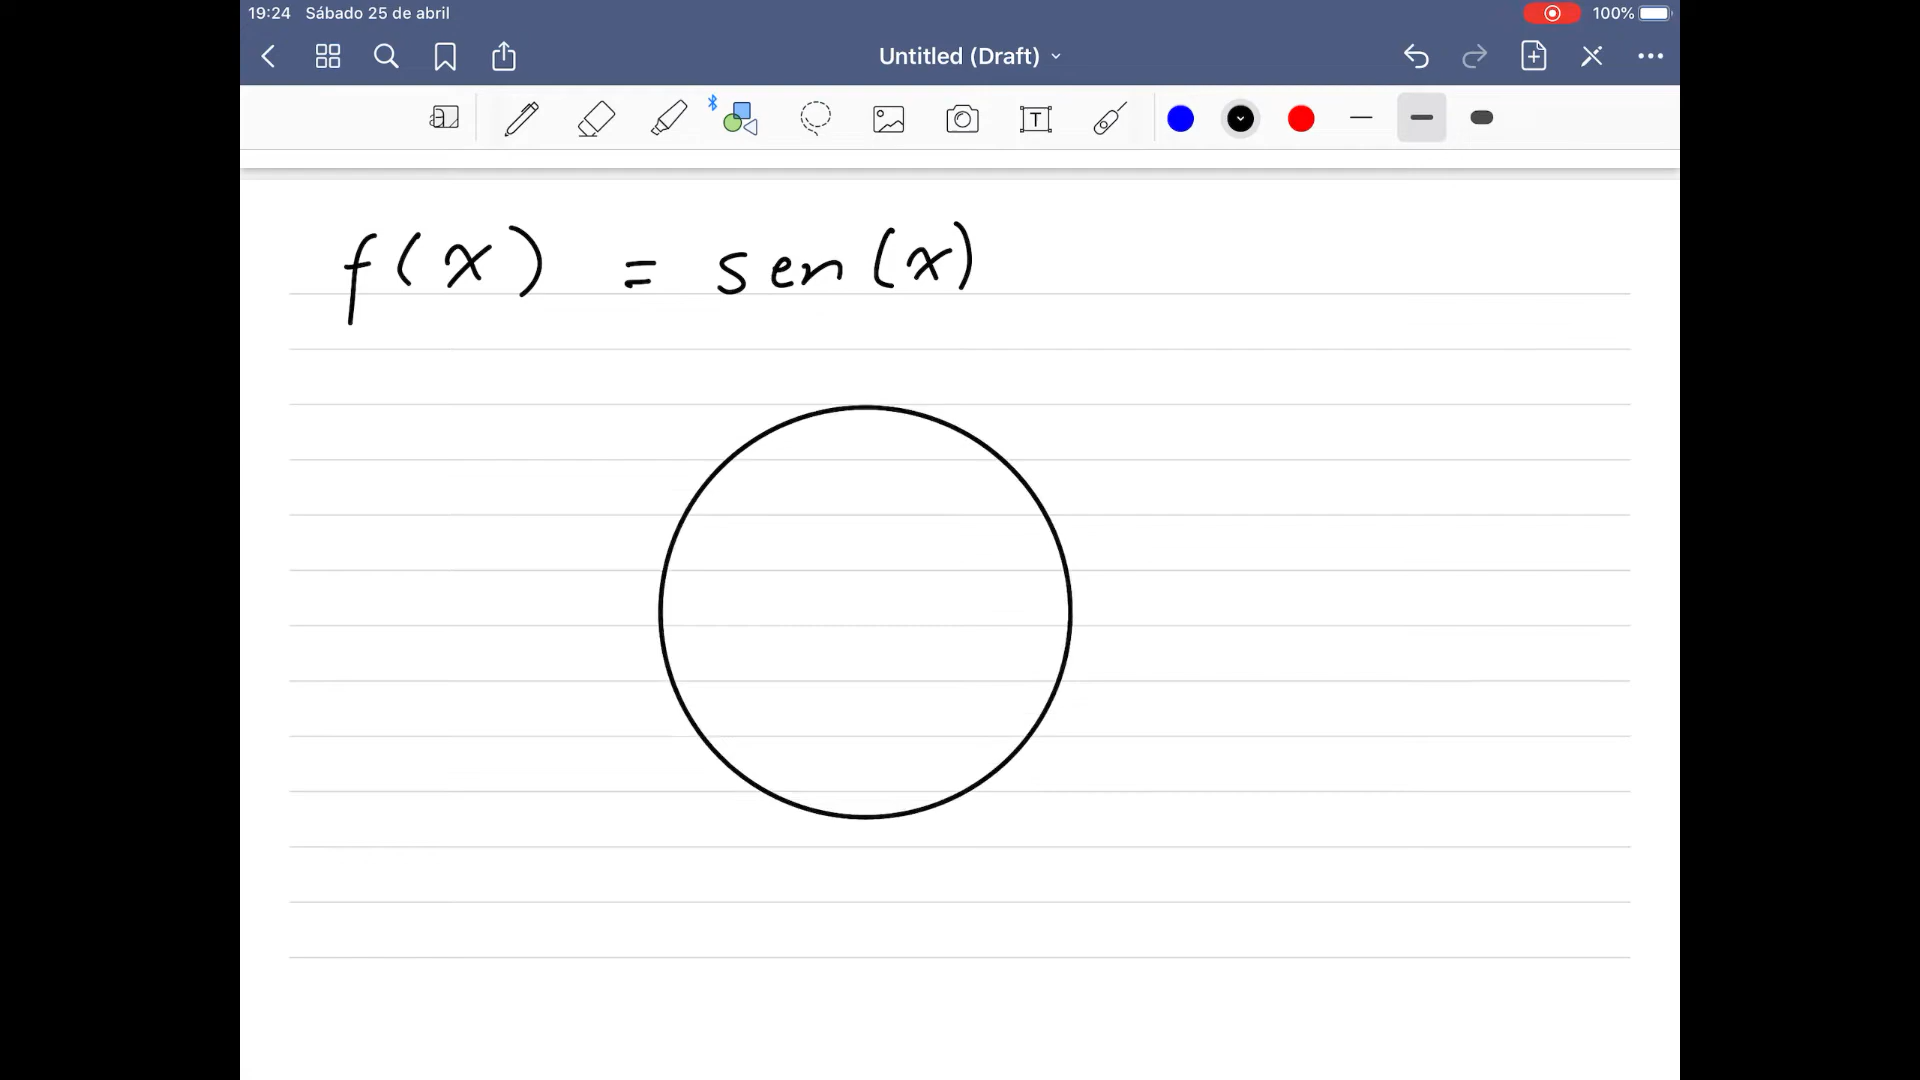 19:24 Sábado 25 de abril 100%
Untitled (Draft)
a T
f(x) = sen(x)